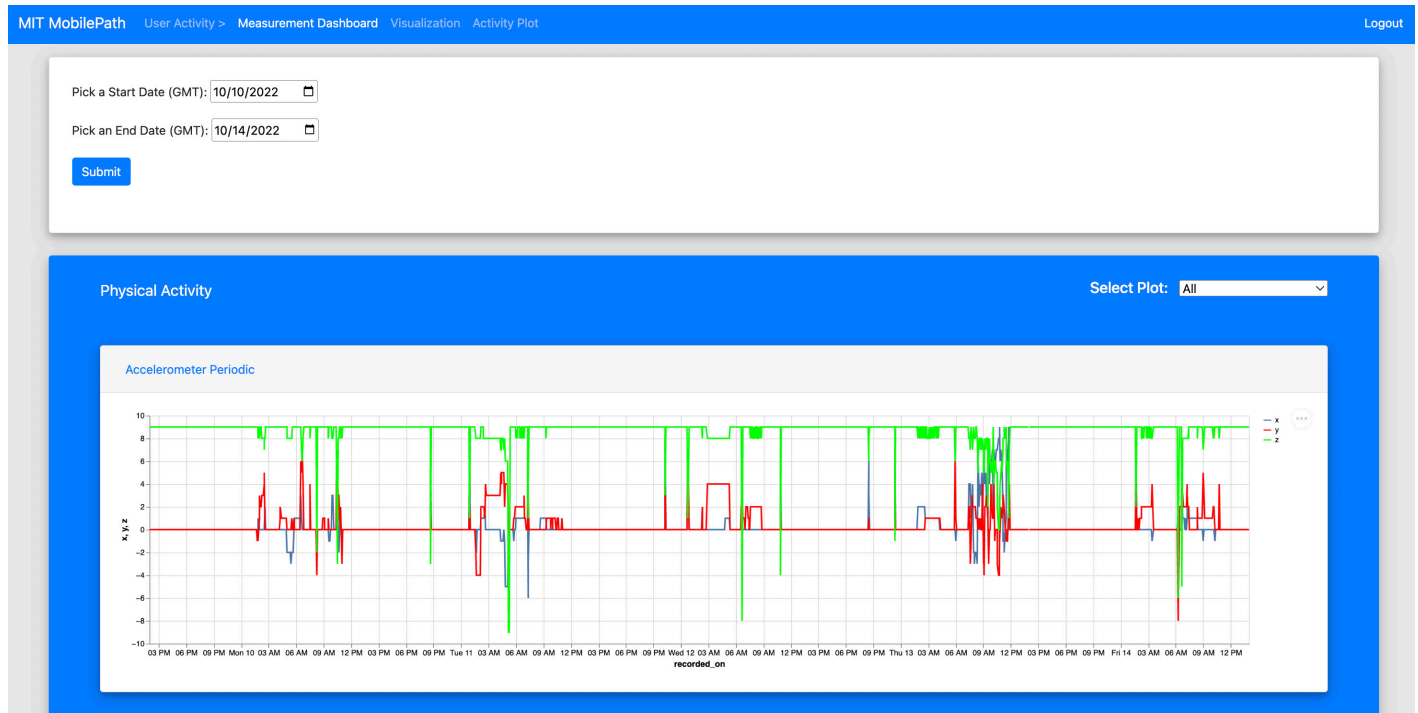 MIT MobilePath User Activity > Measurement Dashboard Visualization Activity Plot Logout
Pick a Start Date (GMT): 10/10/2022
Pick an End Date (GMT): 10/14/2022
Submit
Physical Activity Select Plot: All
Accelerometer Periodic
x
y
z
x, y, z
10
8
6
4
2
0
−2
−4
−6
−8
−10
03 PM 06 PM 09 PM Mon 10 03 AM 06 AM 09 AM 12 PM 03 PM 06 PM 09 PM Tue 11 03 AM 06 AM 09 AM 12 PM 03 PM 06 PM 09 PM Wed 12 03 AM 06 AM 09 AM 12 PM 03 PM 06 PM 09 PM Thu 13 03 AM 06 AM 09 AM 12 PM 03 PM 06 PM 09 PM Fri 14 03 AM 06 AM 09 AM 12 PM
recorded_on